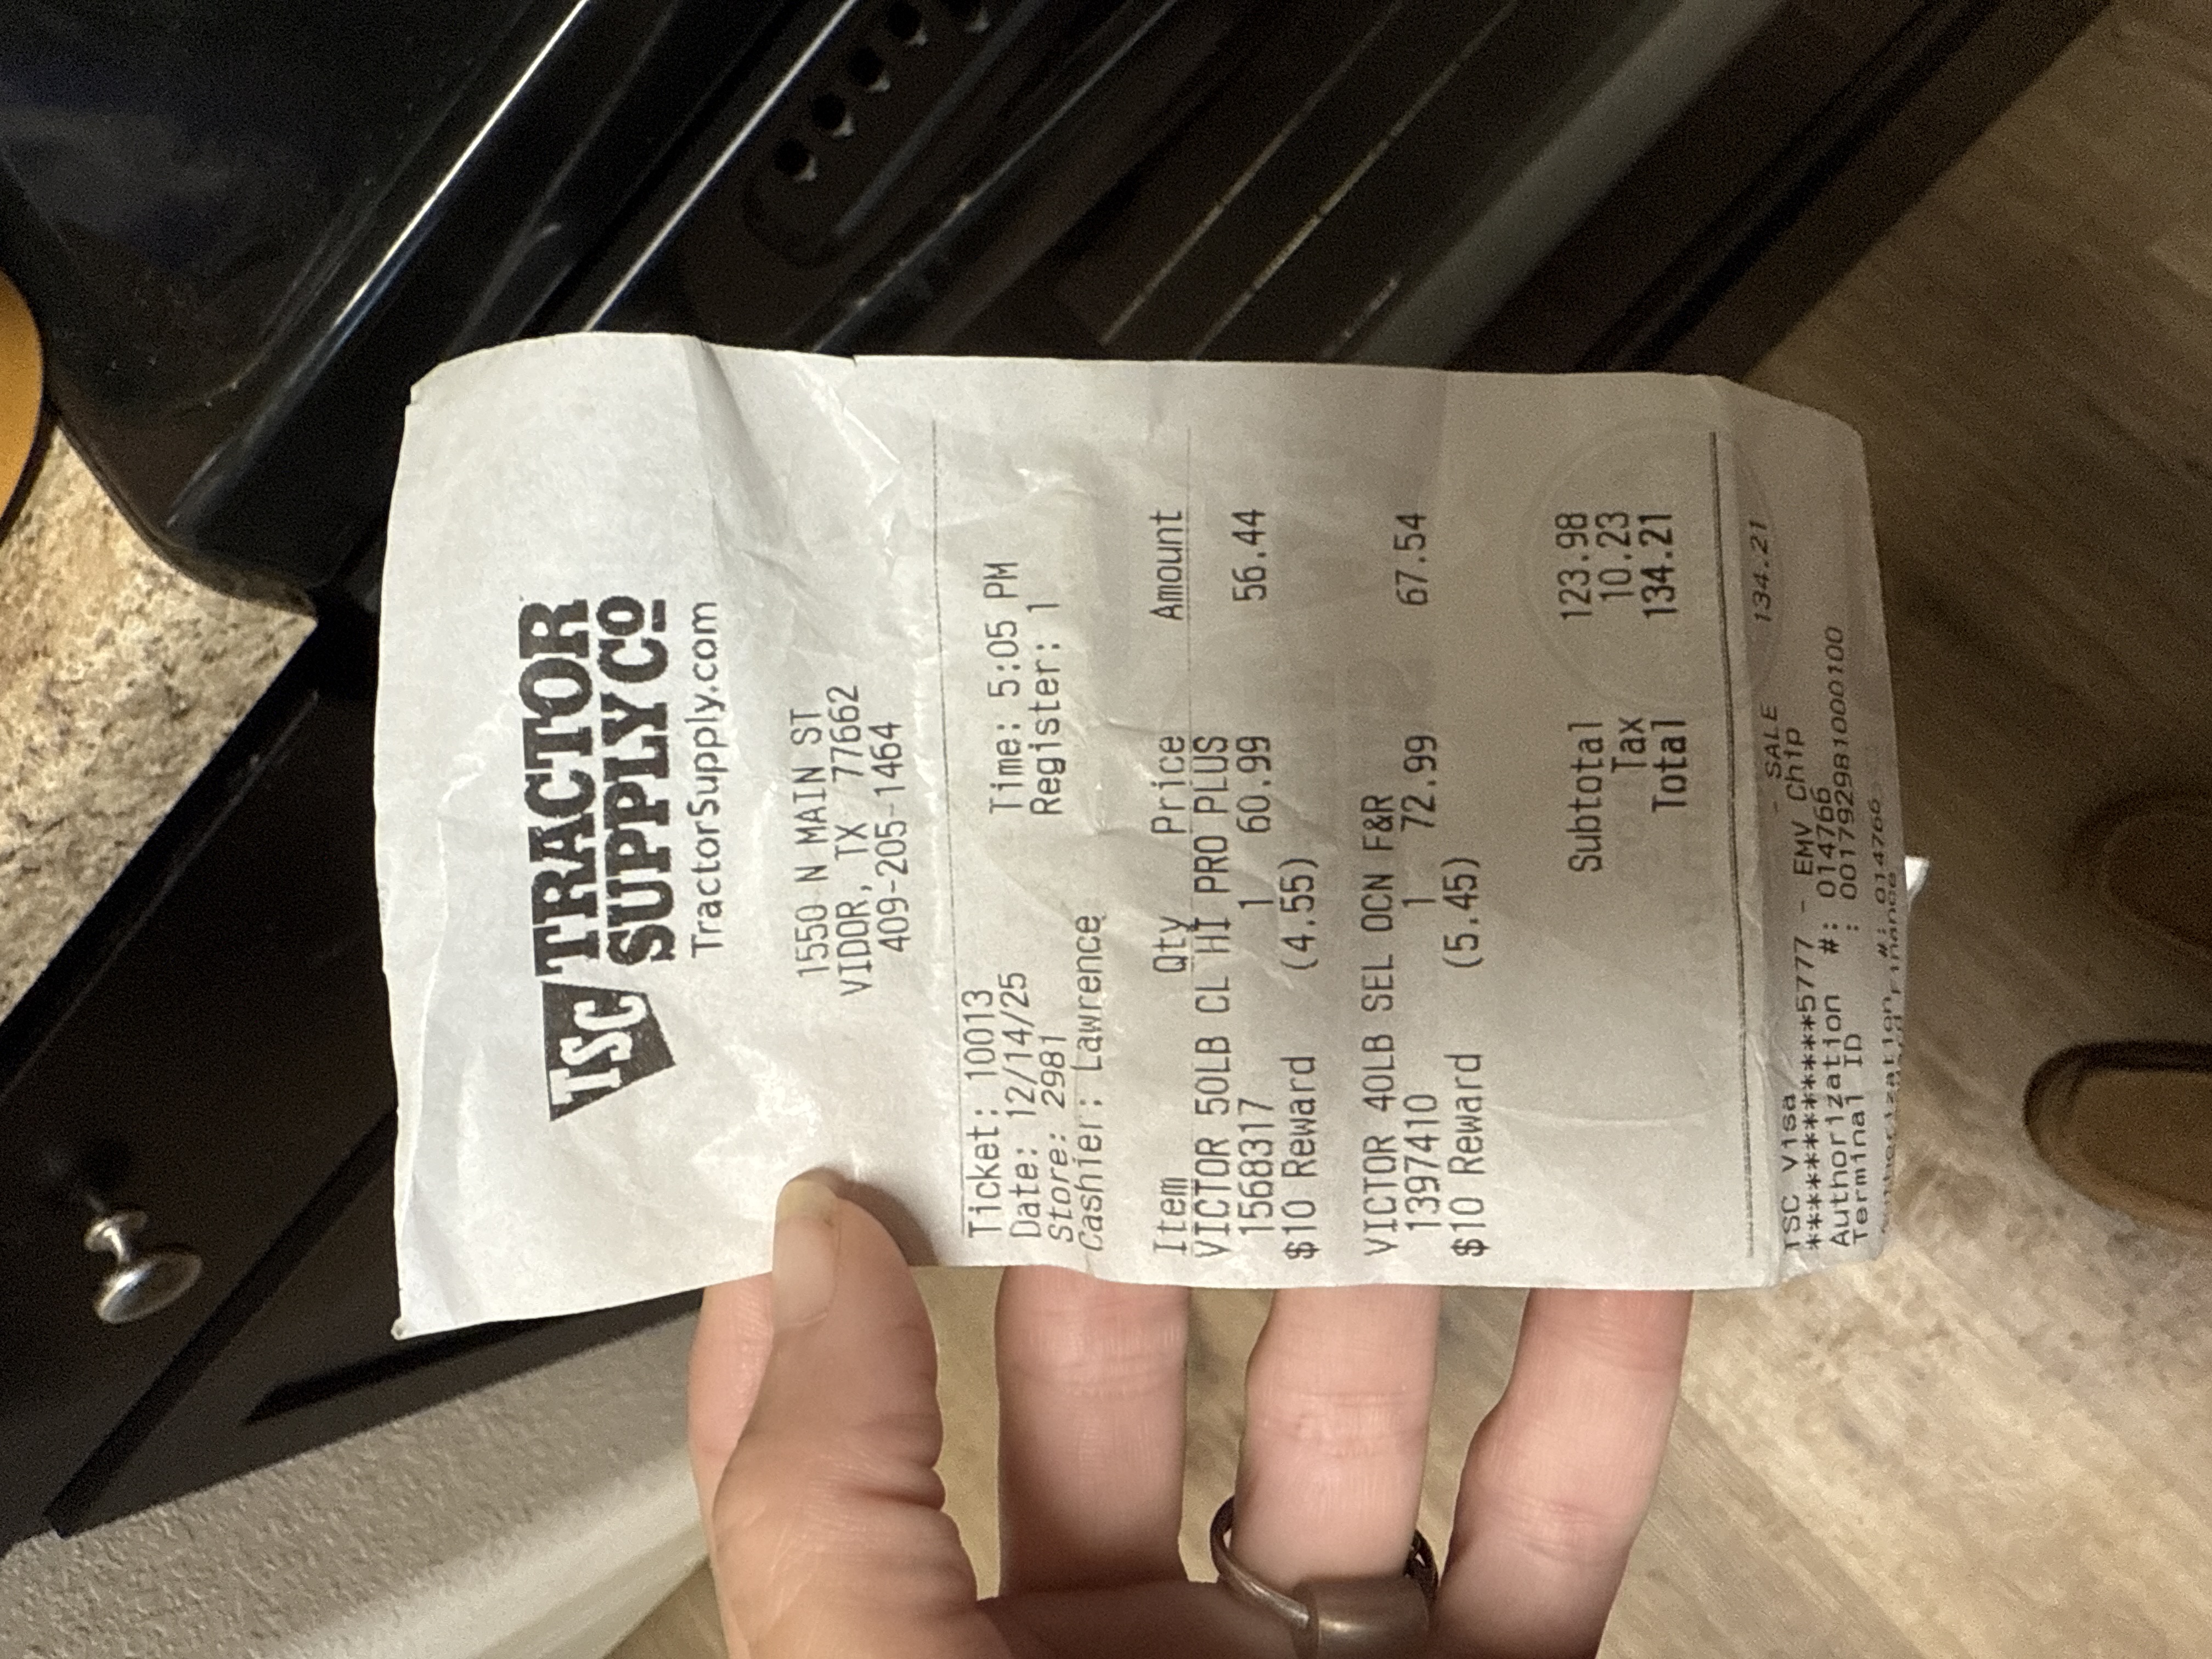 TSC TRACTOR
SUPPLY CO
TractorSupply.com
1550 N MAIN ST
VIDOR, TX 77662
409-205-1464
Ticket: 10013
Date: 12/14/25 Time: 5:05 PM
Store: 2981 Register: 1
Cashier: Lawrence
Item Qty Price Amount
VICTOR 50LB CL HI PRO PLUS
1568317 1 60.99 56.44
$10 Reward (4.55)
VICTOR 40LB SEL OCN F&R
1397410 1 72.99 67.54
$10 Reward (5.45)
Subtotal 123.98
Tax 10.23
Total 134.21
TSC Visa - SALE 134.21
************5777 - EMV Chip
Authorization #: 014766
Terminal ID : 001792981000100
#: 014766